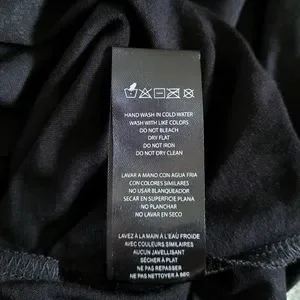 HAND WASH IN COLD WATER
WASH WITH LIKE COLORS
DO NOT BLEACH
DRY FLAT
DO NOT IRON
DO NOT DRY CLEAN
LAVAR A MANO CON AGUA FRIA
CON COLORES SIMILARES
NO USAR BLANQUEADOR
SECAR EN SUPERFICIE PLANA
NO PLANCHAR
NO LAVAR EN SECO
LAVEZ À LA MAIN À L'EAU FROIDE
AVEC COULEURS SIMILAIRES
AUCUN JAVELLISANT
SÉCHER À PLAT
NE PAS REPASSER
NE PAS NETTOYER À SEC